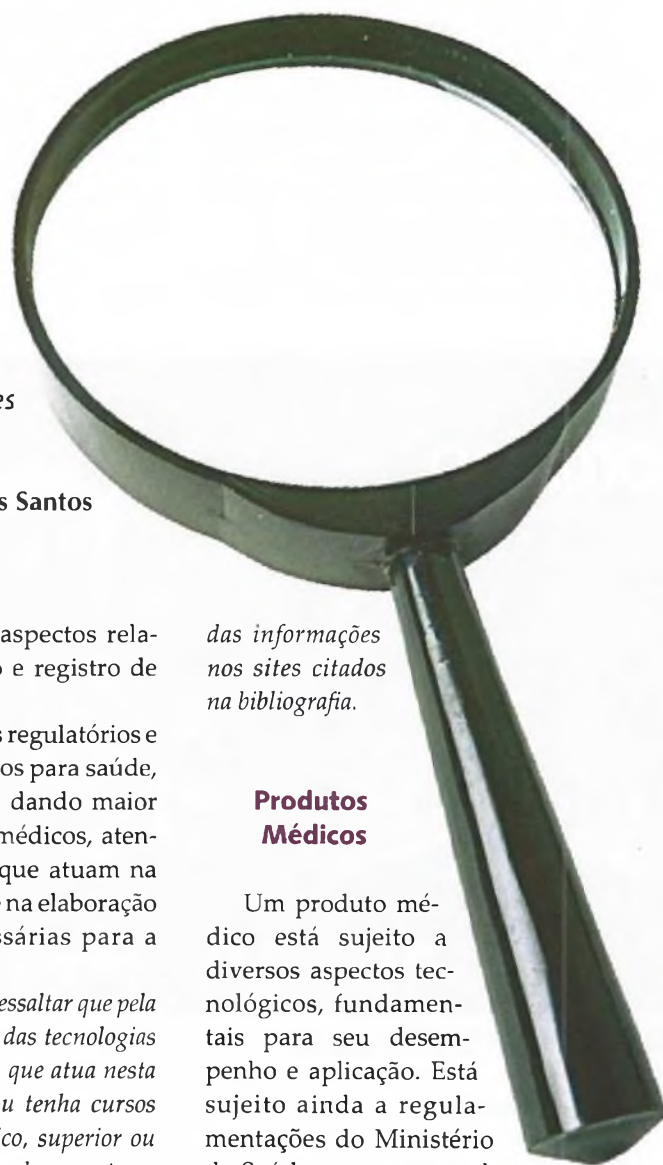 es
s Santos
aspectos rela-
o e registro de
s regulatórios e
os para saúde,
dando maior
médicos, aten-
que atuam na
na elaboração
ssárias para a
essaltar que pela
das tecnologias
que atua nesta
u tenha cursos
ico, superior ou
das informações
nos sites citados
na bibliografia.
Produtos
Médicos
Um produto mé-
dico está sujeito a
diversos aspectos tec-
nológicos, fundamen-
tais para seu desem-
penho e aplicação. Está
sujeito ainda a regula-
mentações do Ministério